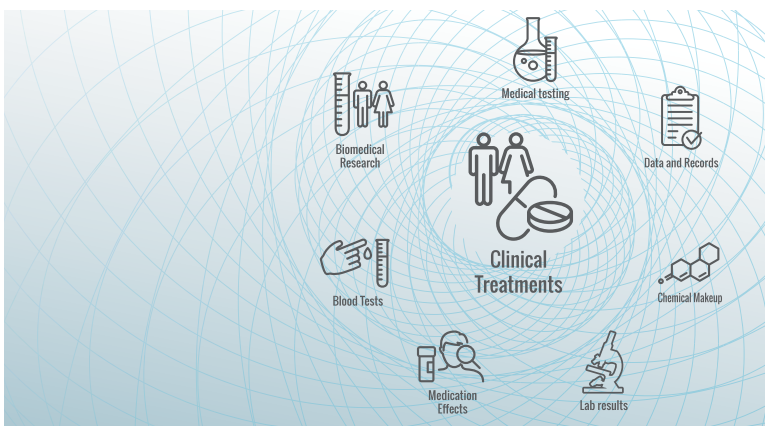 Medical testing
Biomedical
Research
Data and Records
Clinical
Treatments
Blood Tests
Chemical Makeup
Medication
Effects
Lab results